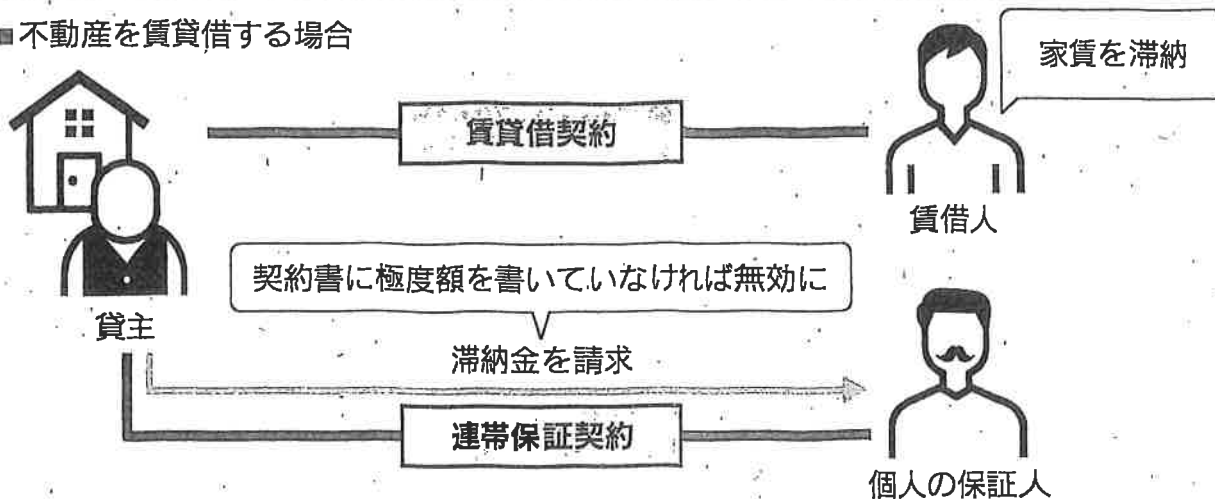 ■不動産を賃貸借する場合
家賃を滞納
賃貸借契約
賃借人
契約書に極度額を書いていなければ無効に
貸主
滞納金を請求
連帯保証契約
個人の保証人